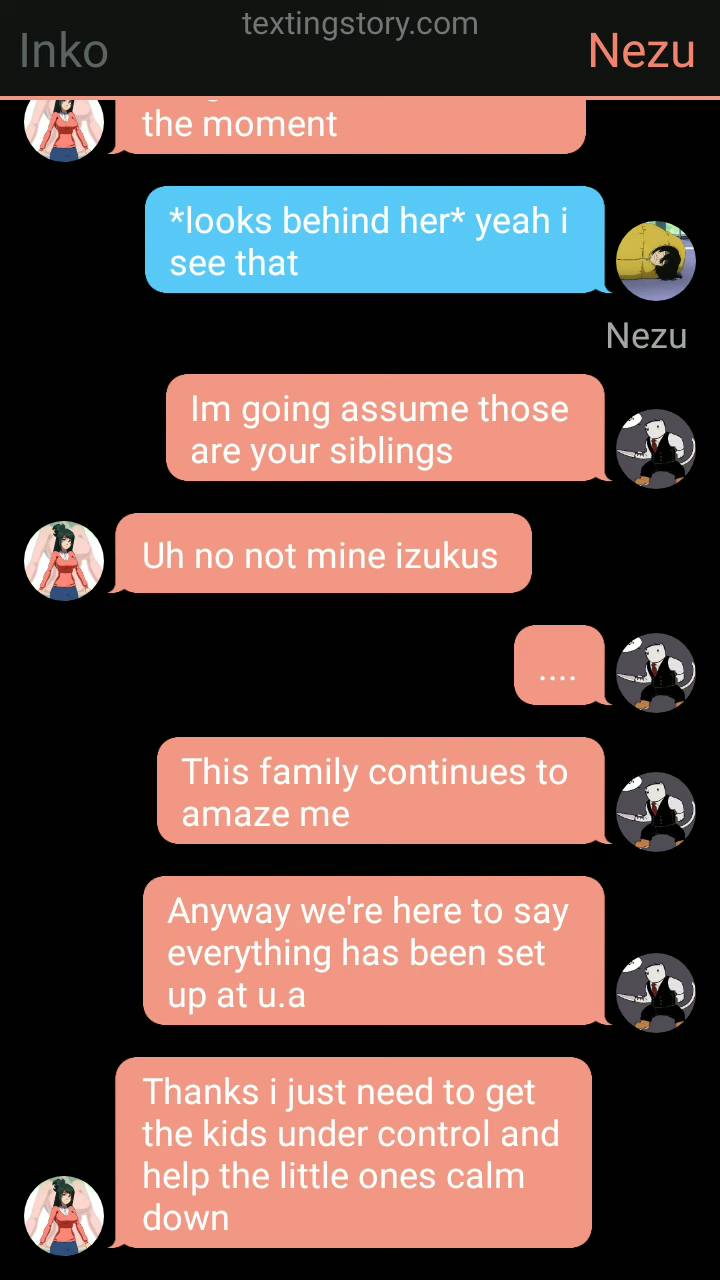 textingstory.com
Inko
Nezu
the moment
*looks behind her* yeah i
see that
Nezu
Im going assume those
are your siblings
Uh no not mine izukus
....
This family continues to
amaze me
Anyway we're here to say
everything has been set
up at u.a
Thanks i just need to get
the kids under control and
help the little ones calm
down